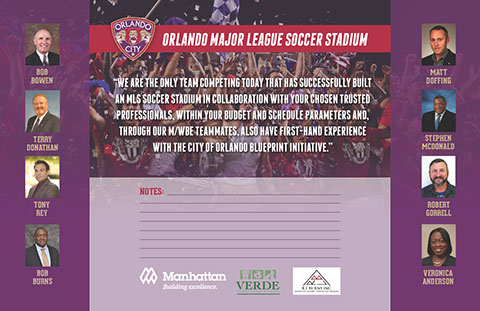 ORLANDO
CITY
ORLANDO MAJOR LEAGUE SOCCER STADIUM
"WE ARE THE ONLY TEAM COMPETING TODAY THAT HAS SUCCESSFULLY BUILT
AN MLS SOCCER STADIUM IN COLLABORATION WITH YOUR CHOSEN TRUSTED
PROFESSIONALS, WITHIN YOUR BUDGET AND SCHEDULE PARAMETERS AND,
THROUGH OUR M/WBE TEAMMATES, ALSO HAVE FIRST-HAND EXPERIENCE
WITH THE CITY OF ORLANDO BLUEPRINT INITIATIVE."
BOB
BOWEN
TERRY
DONATHAN
TONY
REY
ROB
BURNS
MATT
DOFFING
STEPHEN
MCDONALD
ROBERT
GORRELL
VERONICA
ANDERSON
NOTES:
Manhattan
Building excellence.
VERDE